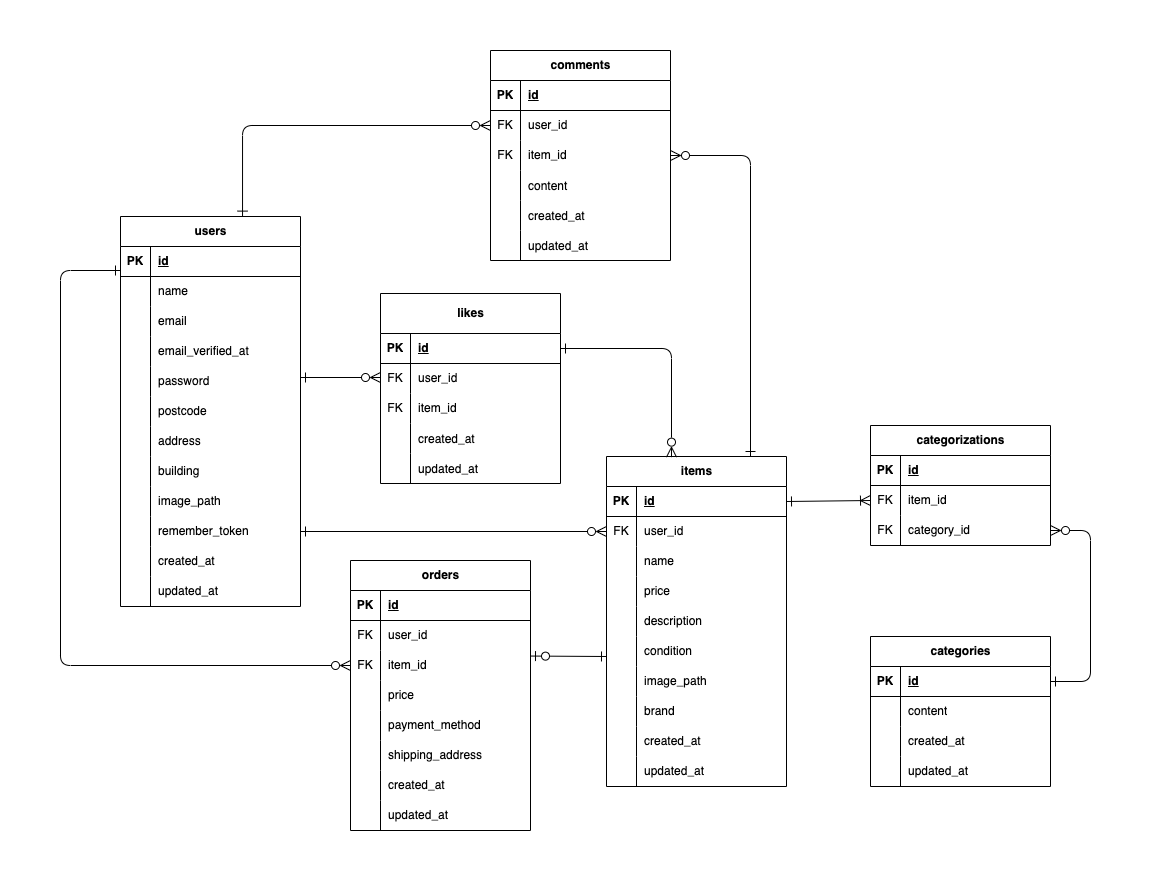 comments
PK id
FK user_id
FK item_id
content
created_at
updated_at
users
PK id
name
email
email_verified_at
password
postcode
address
building
image_path
remember_token
created_at
updated_at
likes
PK id
FK user_id
FK item_id
created_at
updated_at
items
PK id
FK user_id
name
price
description
condition
image_path
brand
created_at
updated_at
categorizations
PK id
FK item_id
FK category_id
orders
PK id
FK user_id
FK item_id
price
payment_method
shipping_address
created_at
updated_at
categories
PK id
content
created_at
updated_at